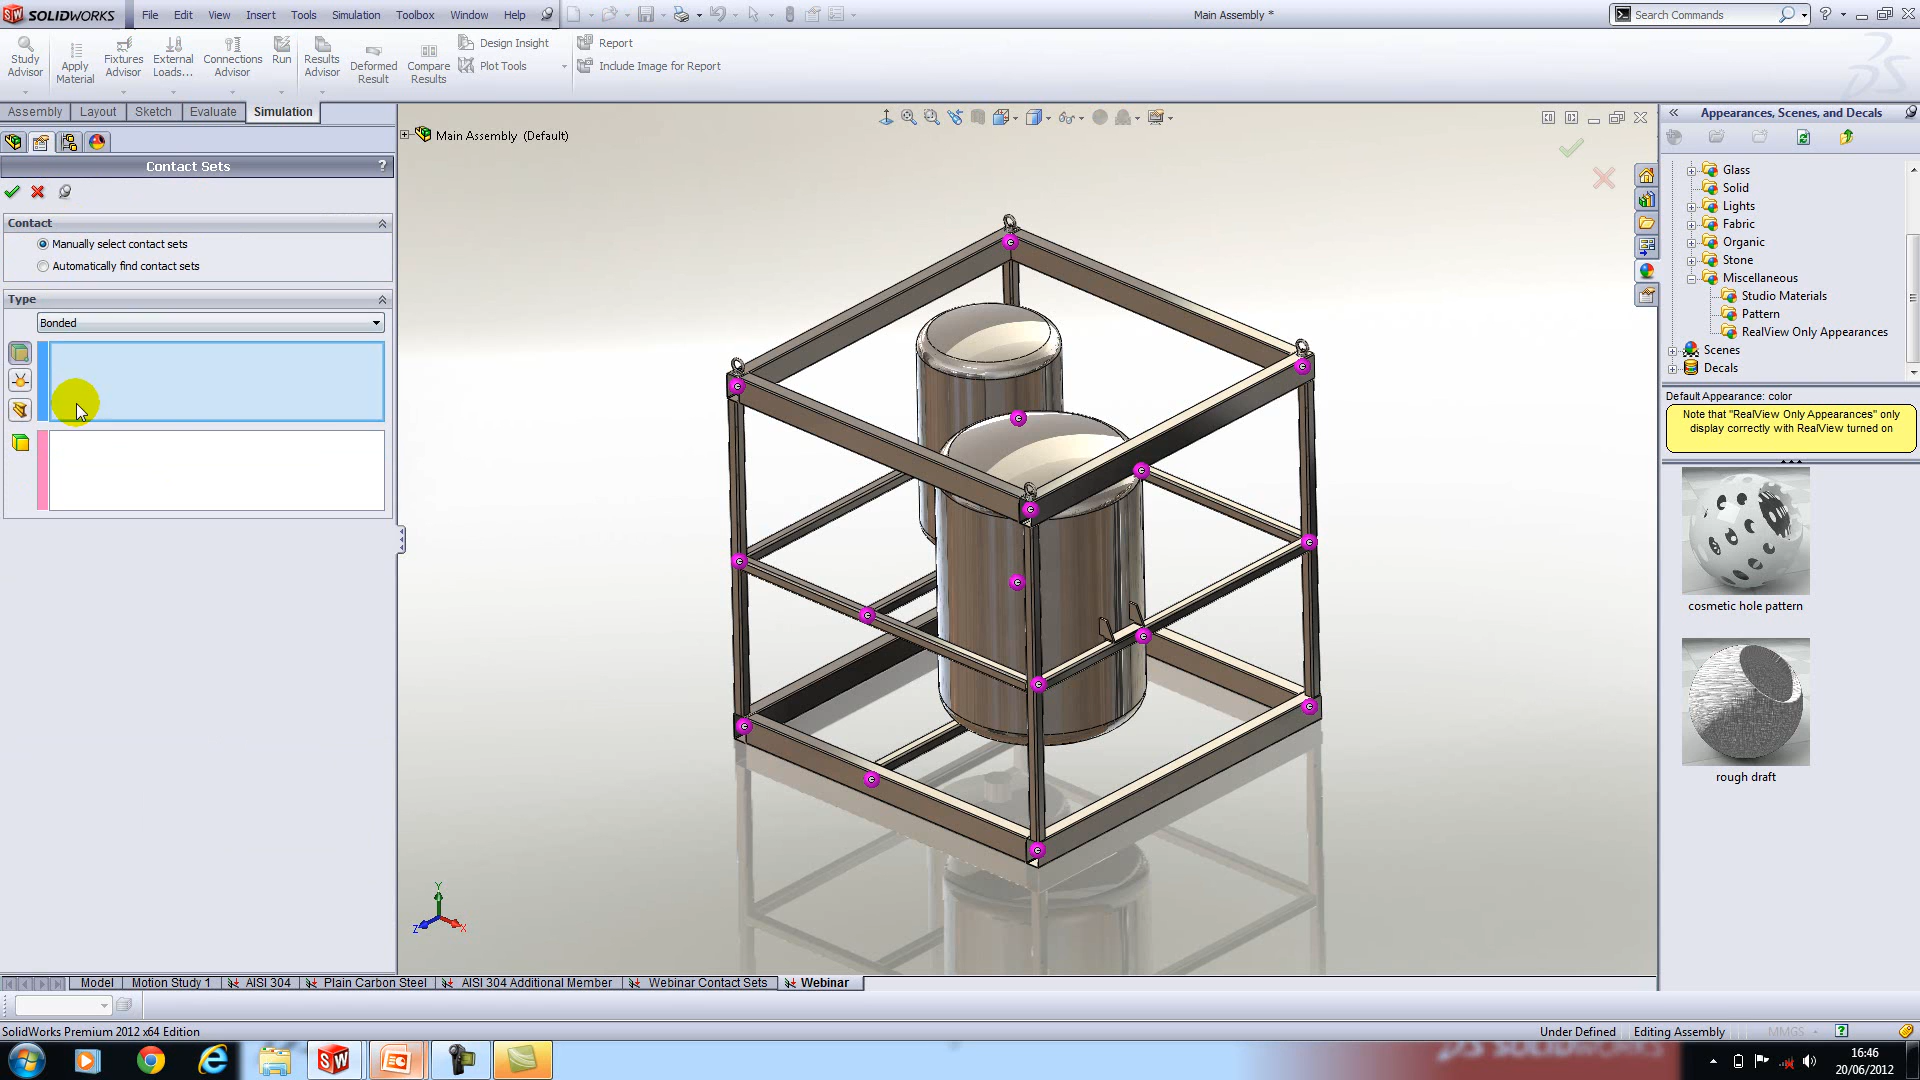 SOLIDWORKS
File Edit View Insert Tools Simulation Toolbox Window Help
Main Assembly *
Search Commands
Study Advisor
Apply Material
Fixtures Advisor
External Loads...
Connections Advisor
Run
Results Advisor
Deformed Result
Compare Results
Design Insight
Plot Tools
Report
Include Image for Report
Assembly Layout Sketch Evaluate Simulation
Contact Sets ?
Contact
Manually select contact sets
Automatically find contact sets
Type
Bonded
Main Assembly (Default)
Y
Z
X
Appearances, Scenes, and Decals
Glass
Solid
Lights
Fabric
Organic
Stone
Miscellaneous
Studio Materials
Pattern
RealView Only Appearances
Scenes
Decals
Default Appearance: color
Note that "RealView Only Appearances" only
display correctly with RealView turned on
cosmetic hole pattern
rough draft
Model Motion Study 1 AISI 304 Plain Carbon Steel AISI 304 Additional Member Webinar Contact Sets Webinar
SolidWorks Premium 2012 x64 Edition
Under Defined Editing Assembly MMGS
16:46
20/06/2012